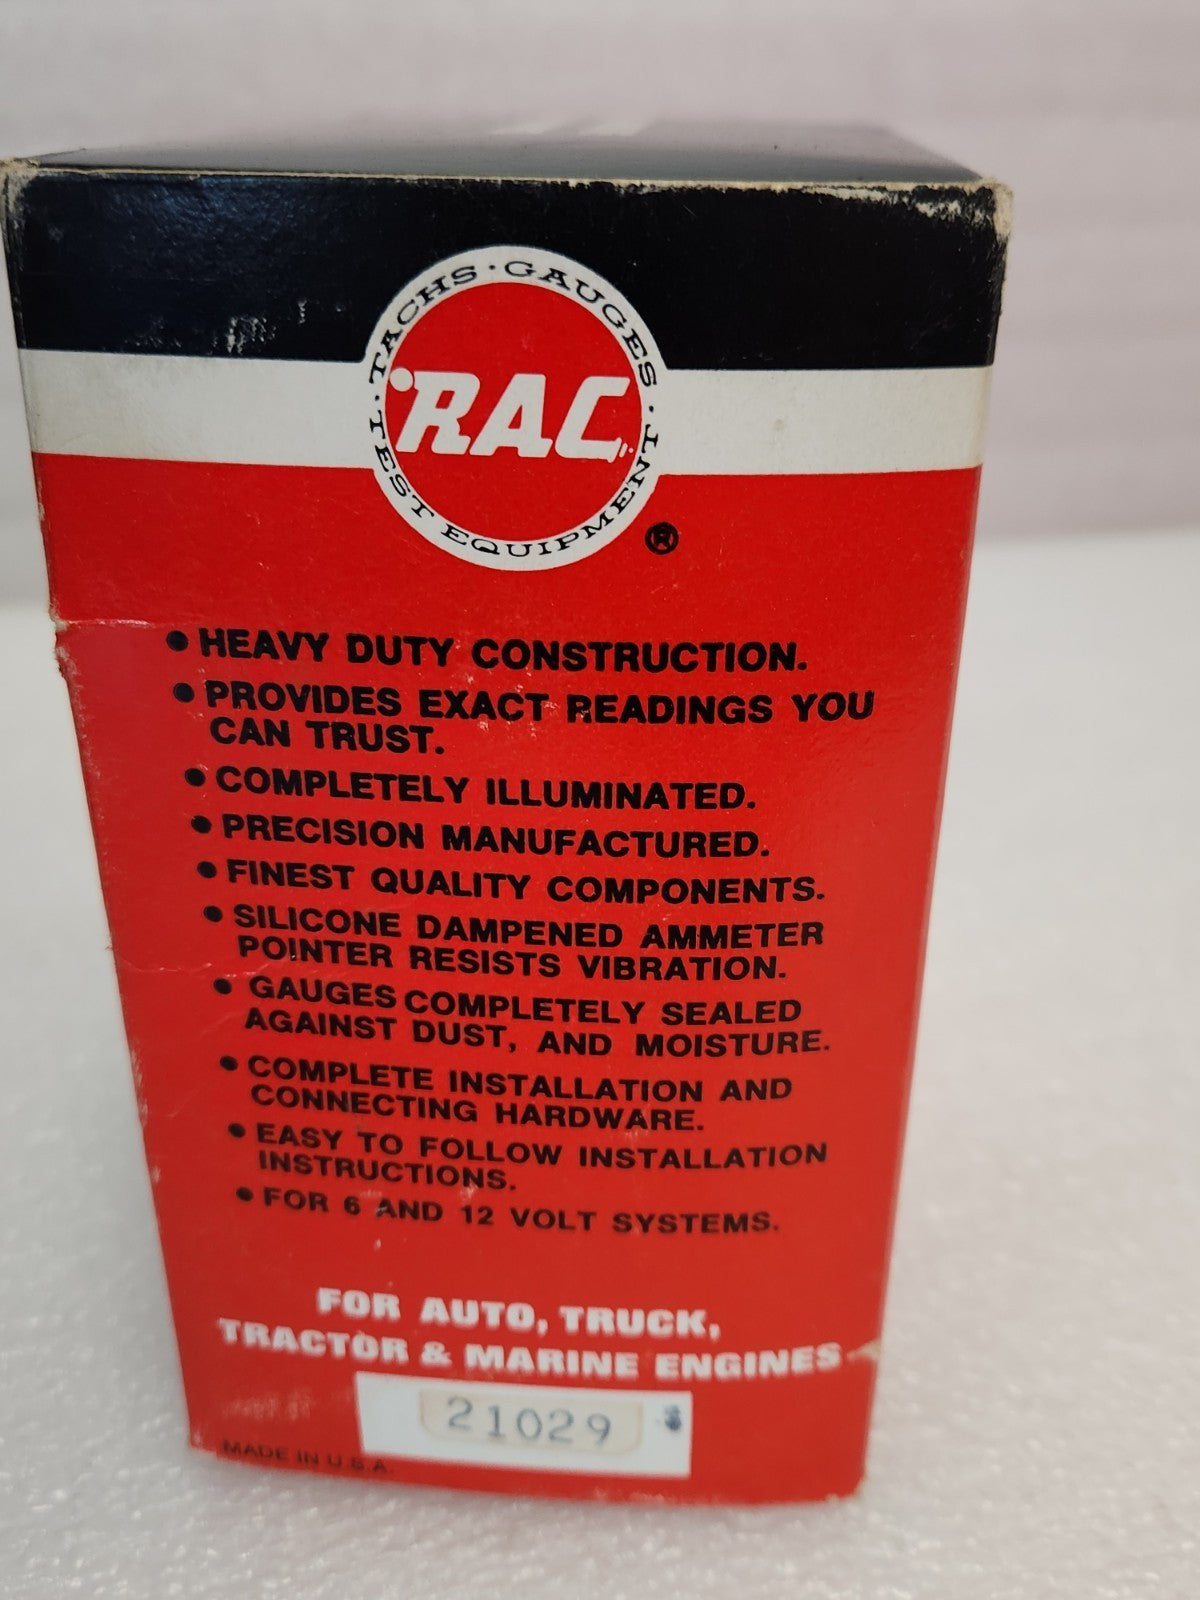 TACHS · GAUGES ·
RAC
· TEST EQUIPMENT
®
• HEAVY DUTY CONSTRUCTION.
• PROVIDES EXACT READINGS YOU
CAN TRUST.
• COMPLETELY ILLUMINATED.
• PRECISION MANUFACTURED.
• FINEST QUALITY COMPONENTS.
• SILICONE DAMPENED AMMETER
POINTER RESISTS VIBRATION.
• GAUGES COMPLETELY SEALED
AGAINST DUST, AND MOISTURE.
• COMPLETE INSTALLATION AND
CONNECTING HARDWARE.
• EASY TO FOLLOW INSTALLATION
INSTRUCTIONS.
• FOR 6 AND 12 VOLT SYSTEMS.
FOR AUTO, TRUCK,
TRACTOR & MARINE ENGINES
21029
MADE IN U.S.A.